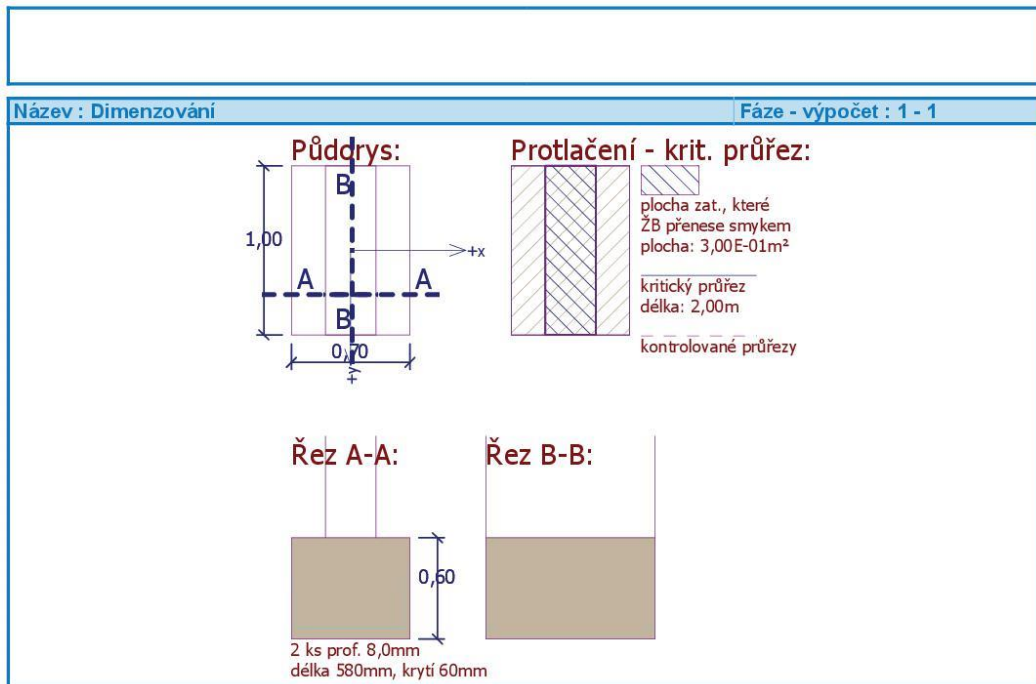 Název : Dimenzování
Fáze - výpočet : 1 - 1
Půdorys:
B
1,00
+x
A
A
B
0,70
+y
Protlačení - krit. průřez:
plocha zat., které
ŽB přenese smykem
plocha: 3,00E-01m²
kritický průřez
délka: 2,00m
kontrolované průřezy
Řez A-A:
0,60
2 ks prof. 8,0mm
délka 580mm, krytí 60mm
Řez B-B: